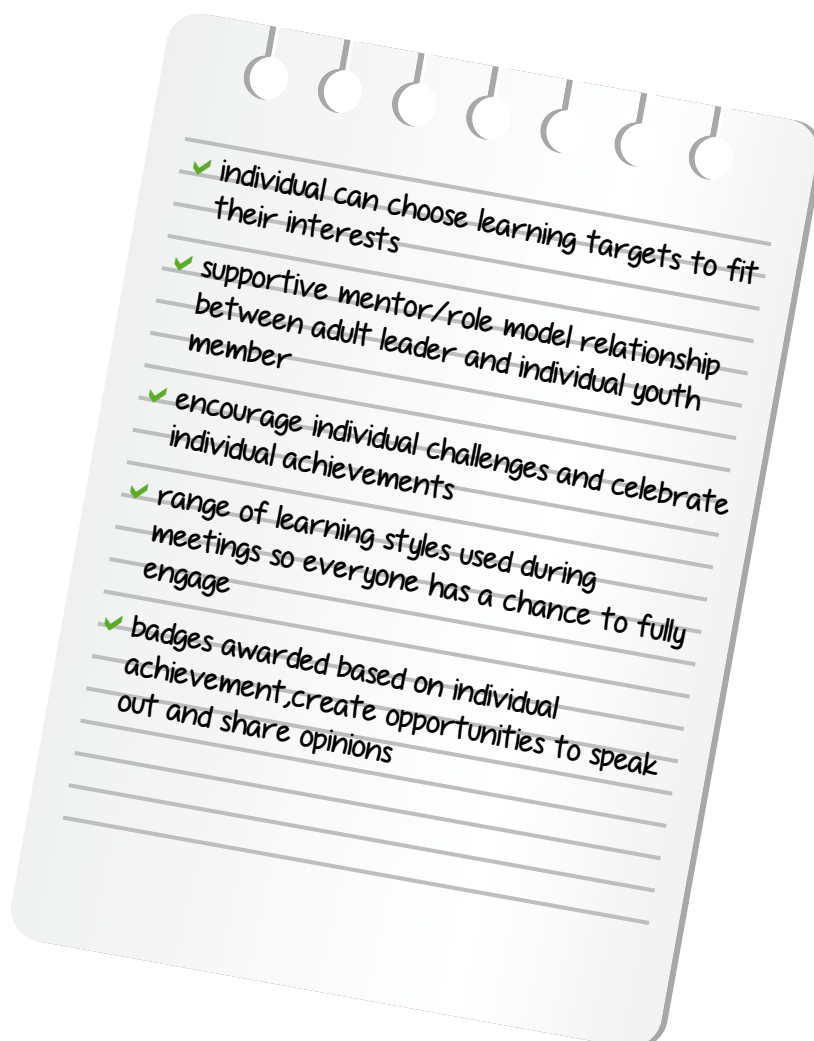 individual can choose learning targets to fit
their interests
supportive mentor/role model relationship
between adult leader and individual youth
member
encourage individual challenges and celebrate
individual achievements
range of learning styles used during
meetings so everyone has a chance to fully
engage
badges awarded based on individual
achievement,create opportunities to speak
out and share opinions